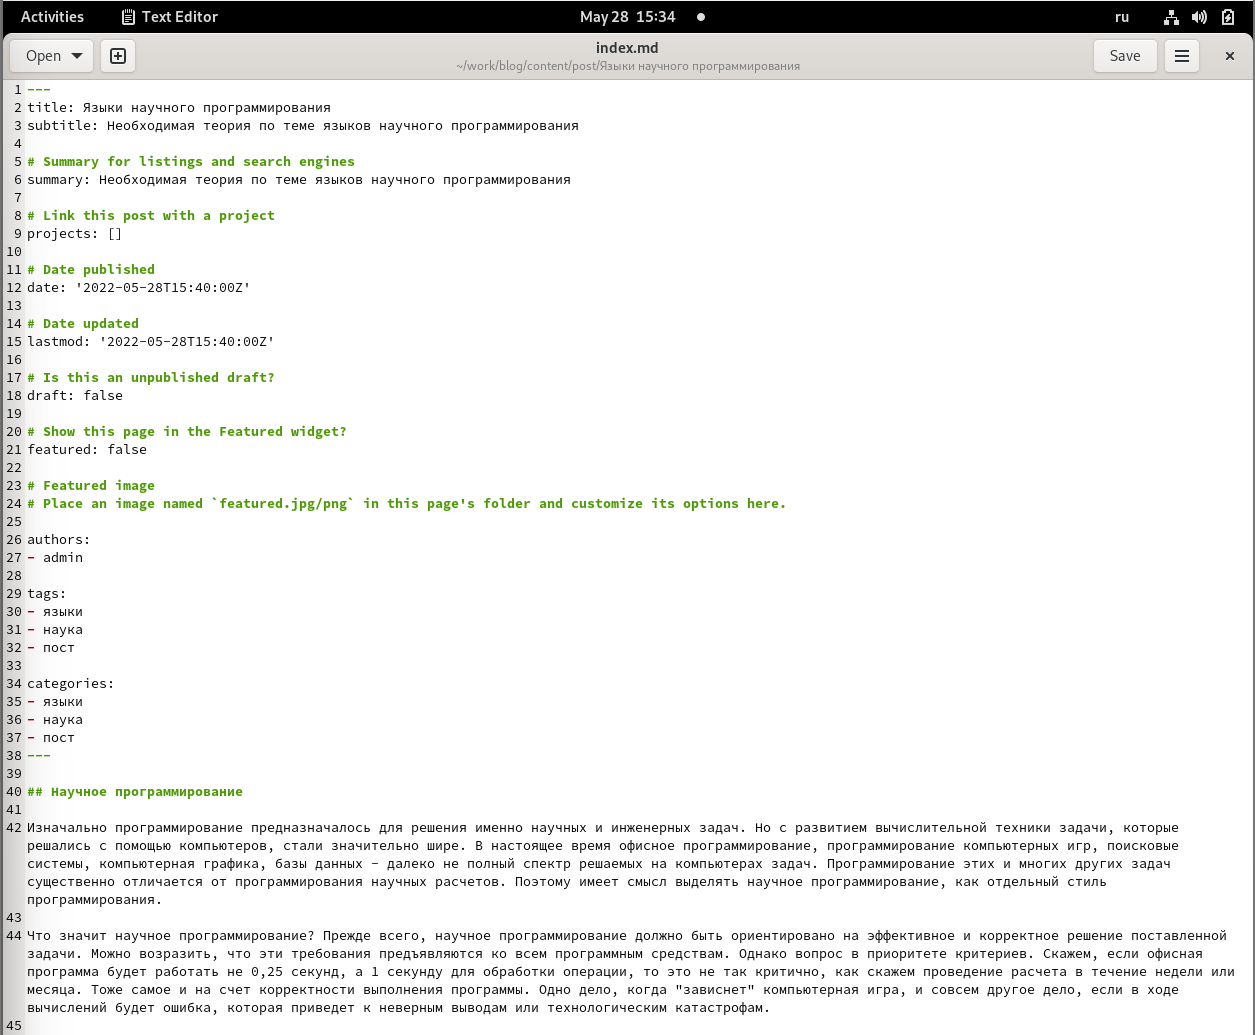 Activities Text Editor May 28 15:34 ru
Open index.md Save
~/work/blog/content/post/Языки научного программирования
1 ---
2 title: Языки научного программирования
3 subtitle: Необходимая теория по теме языков научного программирования
4
5 # Summary for listings and search engines
6 summary: Необходимая теория по теме языков научного программирования
7
8 # Link this post with a project
9 projects: []
10
11 # Date published
12 date: '2022-05-28T15:40:00Z'
13
14 # Date updated
15 lastmod: '2022-05-28T15:40:00Z'
16
17 # Is this an unpublished draft?
18 draft: false
19
20 # Show this page in the Featured widget?
21 featured: false
22
23 # Featured image
24 # Place an image named `featured.jpg/png` in this page's folder and customize its options here.
25
26 authors:
27 - admin
28
29 tags:
30 - языки
31 - наука
32 - пост
33
34 categories:
35 - языки
36 - наука
37 - пост
38 ---
39
40 ## Научное программирование
41
42 Изначально программирование предназначалось для решения именно научных и инженерных задач. Но с развитием вычислительной техники задачи, которые
решались с помощью компьютеров, стали значительно шире. В настоящее время офисное программирование, программирование компьютерных игр, поисковые
системы, компьютерная графика, базы данных - далеко не полный спектр решаемых на компьютерах задач. Программирование этих и многих других задач
существенно отличается от программирования научных расчетов. Поэтому имеет смысл выделять научное программирование, как отдельный стиль
программирования.
43
44 Что значит научное программирование? Прежде всего, научное программирование должно быть ориентировано на эффективное и корректное решение поставленной
задачи. Можно возразить, что эти требования предъявляются ко всем программным средствам. Однако вопрос в приоритете критериев. Скажем, если офисная
программа будет работать не 0,25 секунд, а 1 секунду для обработки операции, то это не так критично, как скажем проведение расчета в течение недели или
месяца. Тоже самое и на счет корректности выполнения программы. Одно дело, когда "зависнет" компьютерная игра, и совсем другое дело, если в ходе
вычислений будет ошибка, которая приведет к неверным выводам или технологическим катастрофам.
45